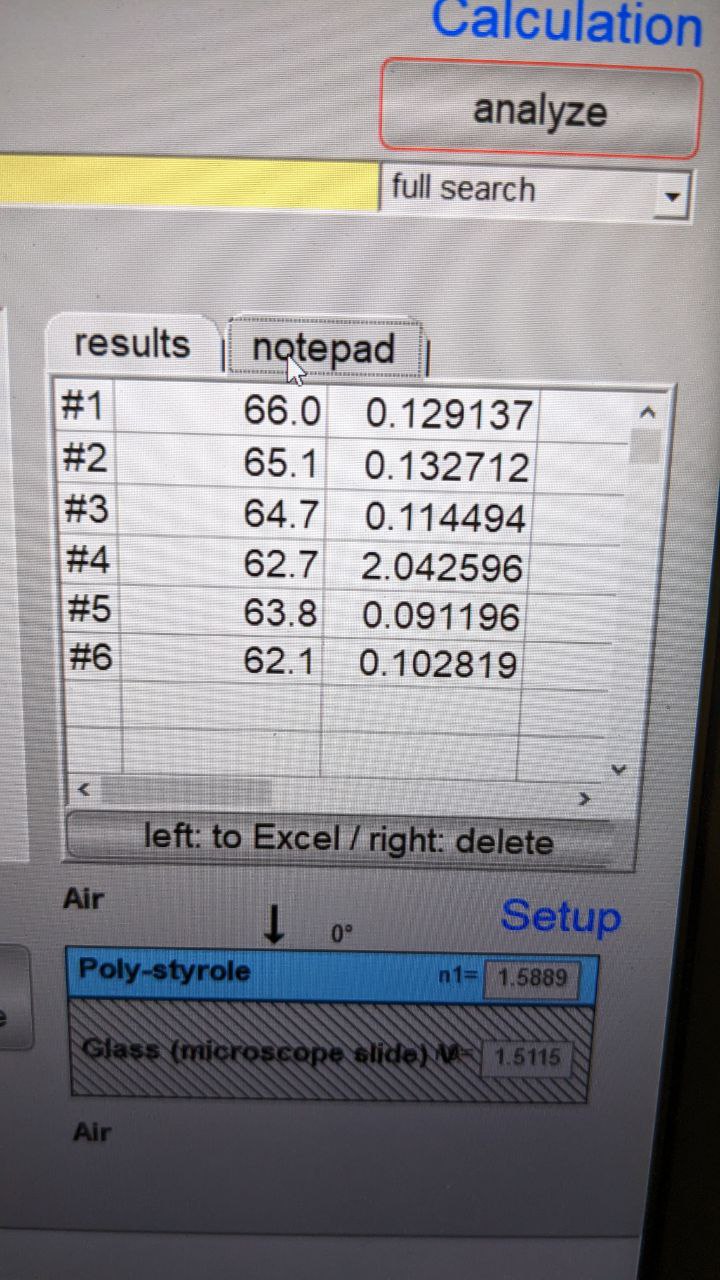 Calculation
analyze
full search
results notepad
#1 66.0 0.129137
#2 65.1 0.132712
#3 64.7 0.114494
#4 62.7 2.042596
#5 63.8 0.091196
#6 62.1 0.102819
left: to Excel / right: delete
Air
0°
Setup
Poly-styrole n1= 1.5889
Glass (microscope slide) 1.5115
Air